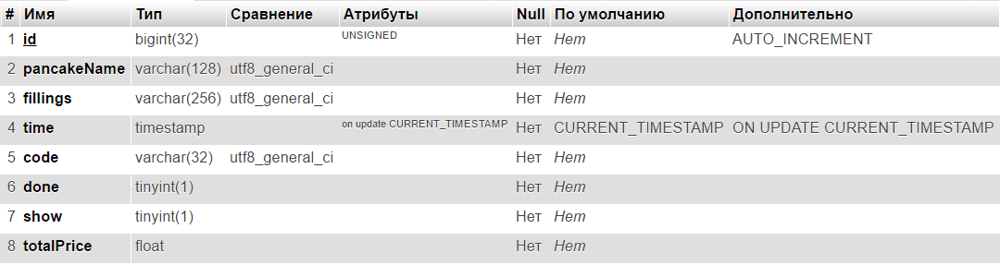 # Имя Тип Сравнение Атрибуты Null По умолчанию Дополнительно
1 id bigint(32) UNSIGNED Нет Нет AUTO_INCREMENT
2 pancakeName varchar(128) utf8_general_ci Нет Нет
3 fillings varchar(256) utf8_general_ci Нет Нет
4 time timestamp on update CURRENT_TIMESTAMP Нет CURRENT_TIMESTAMP ON UPDATE CURRENT_TIMESTAMP
5 code varchar(32) utf8_general_ci Нет Нет
6 done tinyint(1) Нет Нет
7 show tinyint(1) Нет Нет
8 totalPrice float Нет Нет